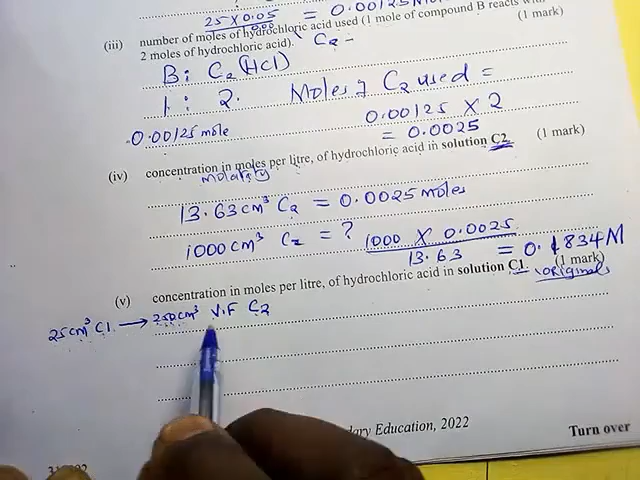 25 X 0.05 = 0.00125M
(iii) number of moles of hydrochloric acid used (1 mole of compound B reacts with
2 moles of hydrochloric acid). C2 -
(1 mark)
B : C2 (HCl)
1 : 2. Moles of C2 used =
0.00125 mole 0.00125 X 2
= 0.0025
(iv) concentration in moles per litre, of hydrochloric acid in solution C2 (1 mark)
molarity
13.63cm³ C2 = 0.0025 moles
1000cm³ C2 = ? 1000 X 0.0025
13.63 = 0.1834M
(v) concentration in moles per litre, of hydrochloric acid in solution C1 (1 mark)
original
25cm³ C1 → 250cm³ V.F C2
Education, 2022
Turn over